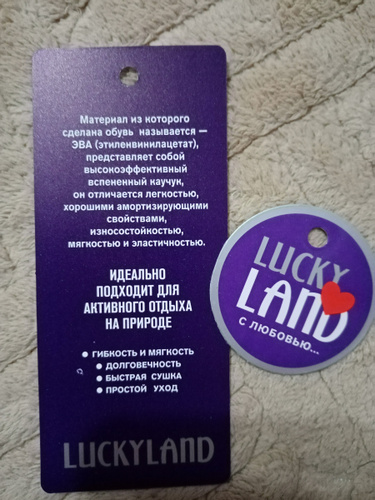 Материал из которого
сделана обувь называется —
ЭВА (этиленвинилацетат),
представляет собой
высокоэффективный
вспененный каучук,
он отличается легкостью,
хорошими амортизирующими
свойствами,
износостойкостью,
мягкостью и эластичностью.
ИДЕАЛЬНО
ПОДХОДИТ ДЛЯ
АКТИВНОГО ОТДЫХА
НА ПРИРОДЕ
● ГИБКОСТЬ И МЯГКОСТЬ
● ДОЛГОВЕЧНОСТЬ
● БЫСТРАЯ СУШКА
● ПРОСТОЙ УХОД
LUCKYLAND
LUCKY
LAND
С ЛЮБОВЬЮ...